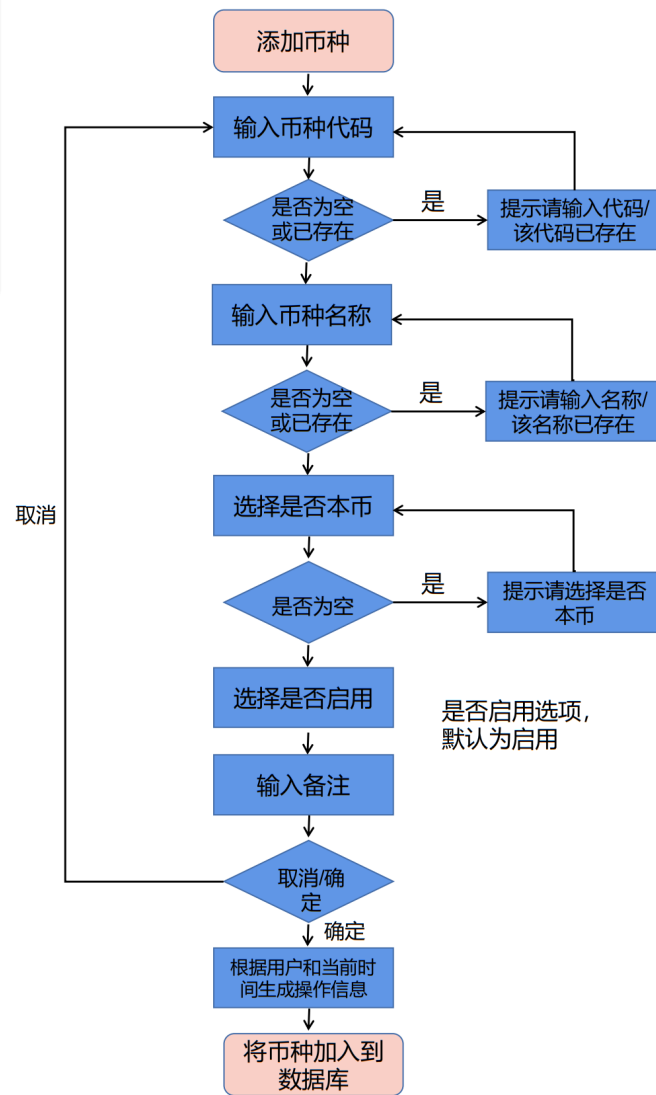 添加币种
输入币种代码
是否为空
或已存在
是
提示请输入代码/
该代码已存在
输入币种名称
是否为空
或已存在
是
提示请输入名称/
该名称已存在
选择是否本币
取消
是否为空
是
提示请选择是否
本币
选择是否启用
是否启用选项，
默认为启用
输入备注
取消/确
定
确定
根据用户和当前时
间生成操作信息
将币种加入到
数据库